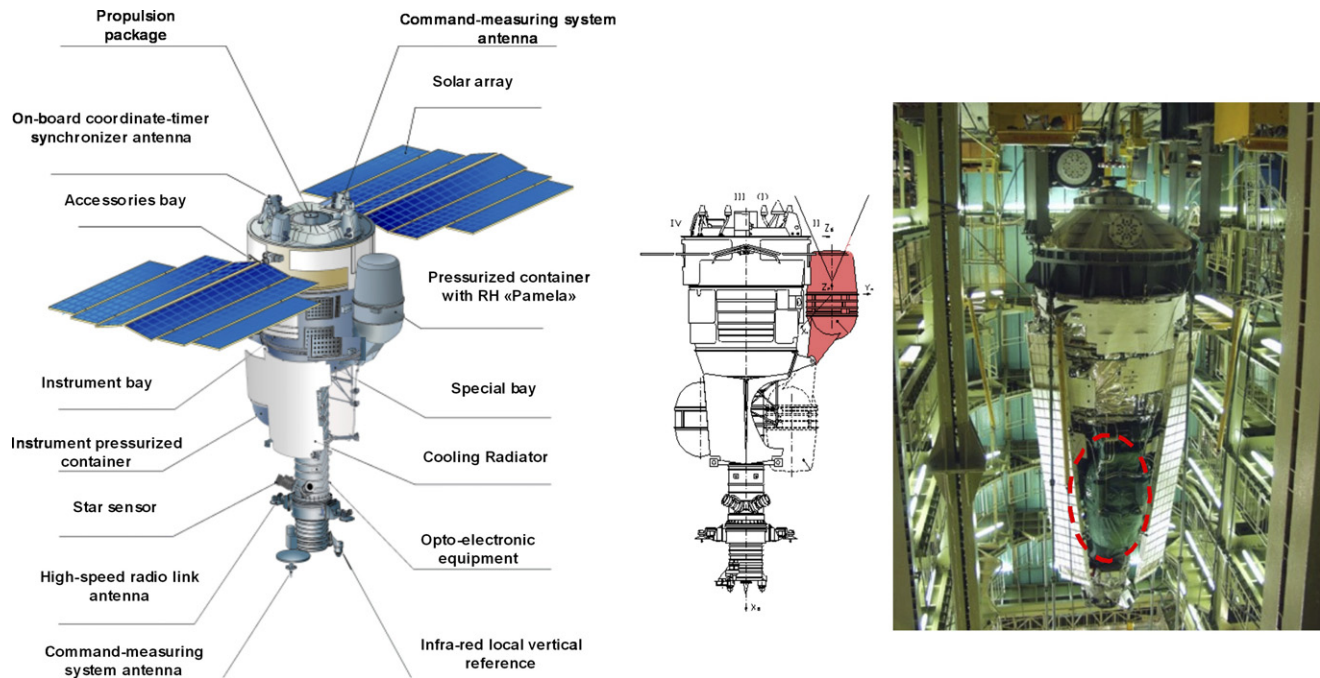 Propulsion
package
Command-measuring system
antenna
Solar array
On-board coordinate-timer
synchronizer antenna
Accessories bay
Pressurized container
with RH «Pamela»
Instrument bay
Special bay
Instrument pressurized
container
Cooling Radiator
Star sensor
Opto-electronic
equipment
High-speed radio link
antenna
Command-measuring
system antenna
Infra-red local vertical
reference
III (I)
IV
II